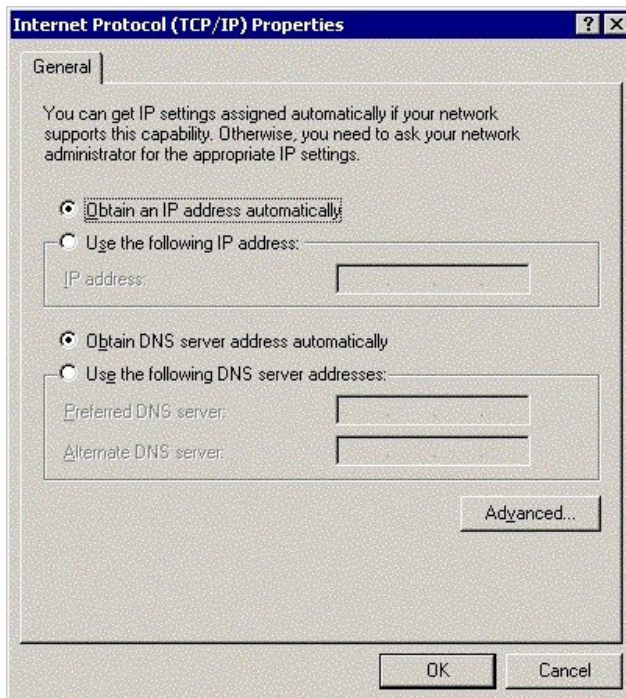 Internet Protocol (TCP/IP) Properties
General
You can get IP settings assigned automatically if your network
supports this capability. Otherwise, you need to ask your network
administrator for the appropriate IP settings.
Obtain an IP address automatically
Use the following IP address:
IP address:
Obtain DNS server address automatically
Use the following DNS server addresses:
Preferred DNS server:
Alternate DNS server:
Advanced...
OK Cancel